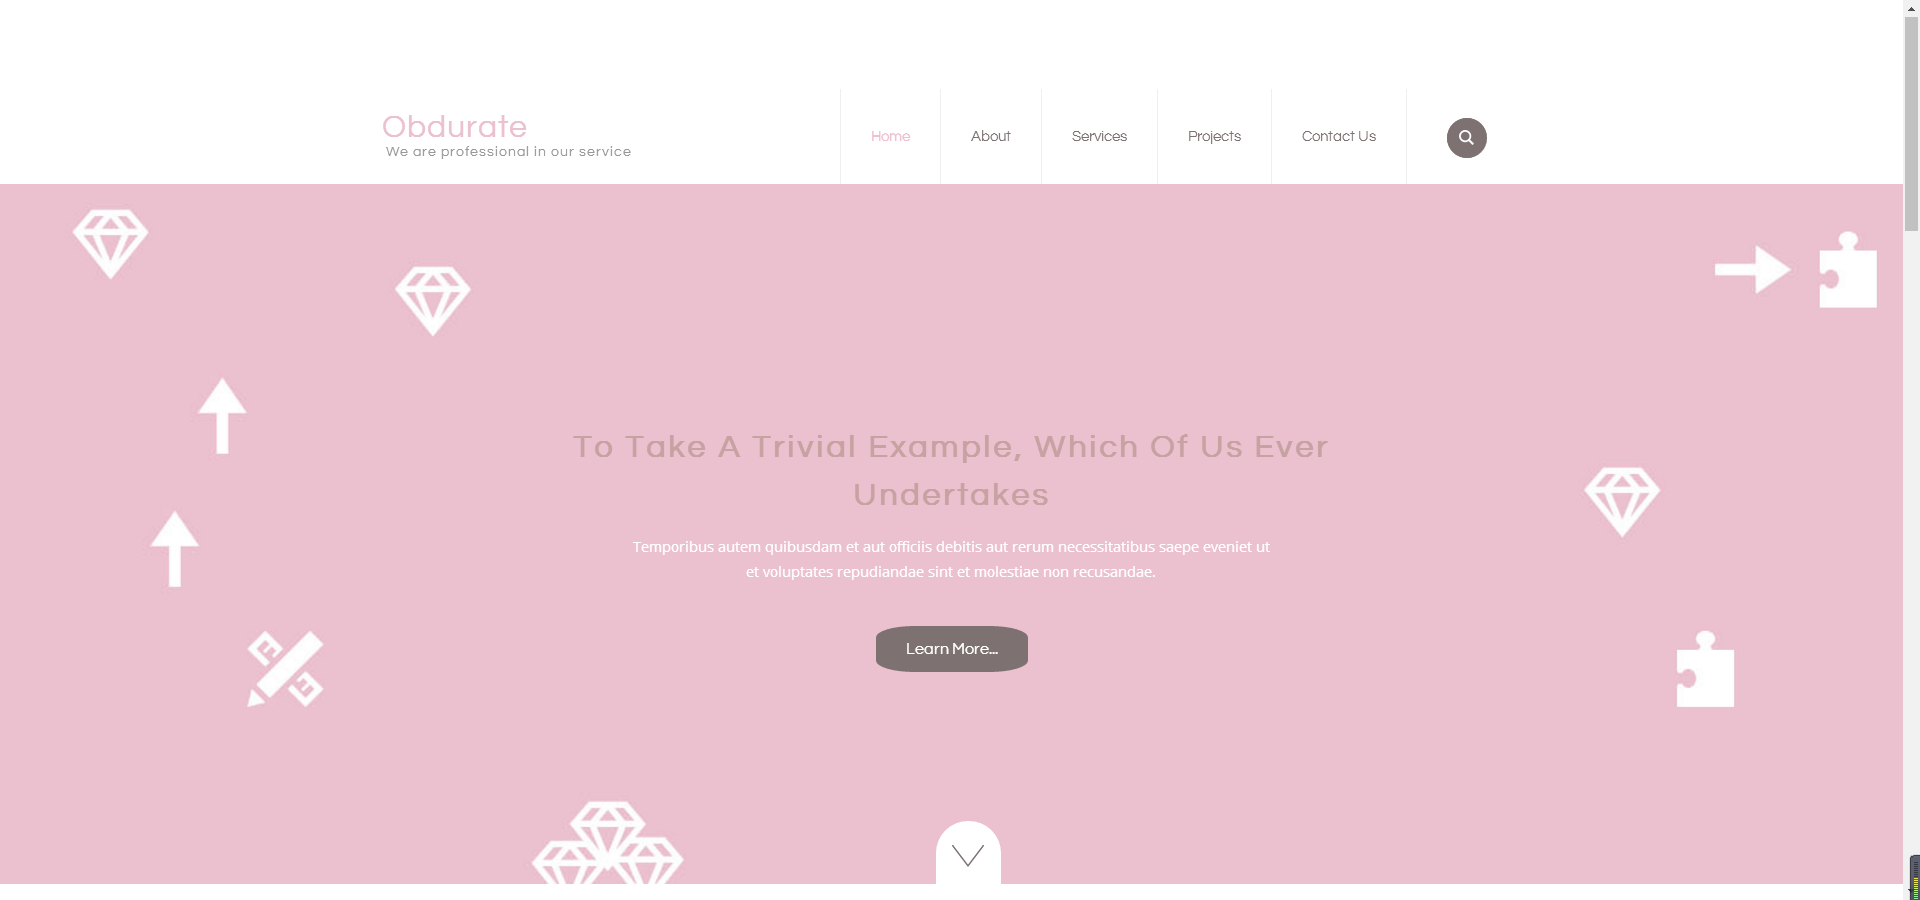 Obdurate
We are professional in our service
Home
About
Services
Projects
Contact Us
To Take A Trivial Example, Which Of Us Ever
Undertakes
Temporibus autem quibusdam et aut officiis debitis aut rerum necessitatibus saepe eveniet ut
et voluptates repudiandae sint et molestiae non recusandae.
Learn More...